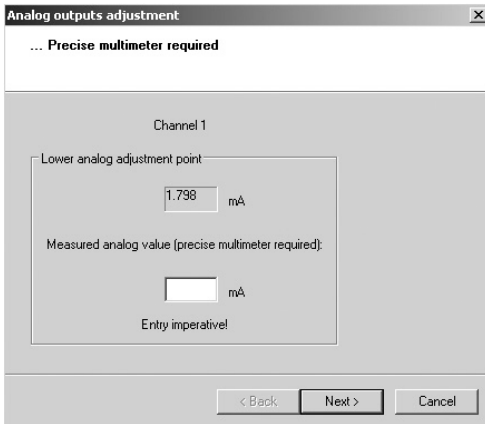 Analog outputs adjustment
... Precise multimeter required
Channel 1
Lower analog adjustment point
1.798 mA
Measured analog value (precise multimeter required):
mA
Entry imperative!
< Back Next > Cancel